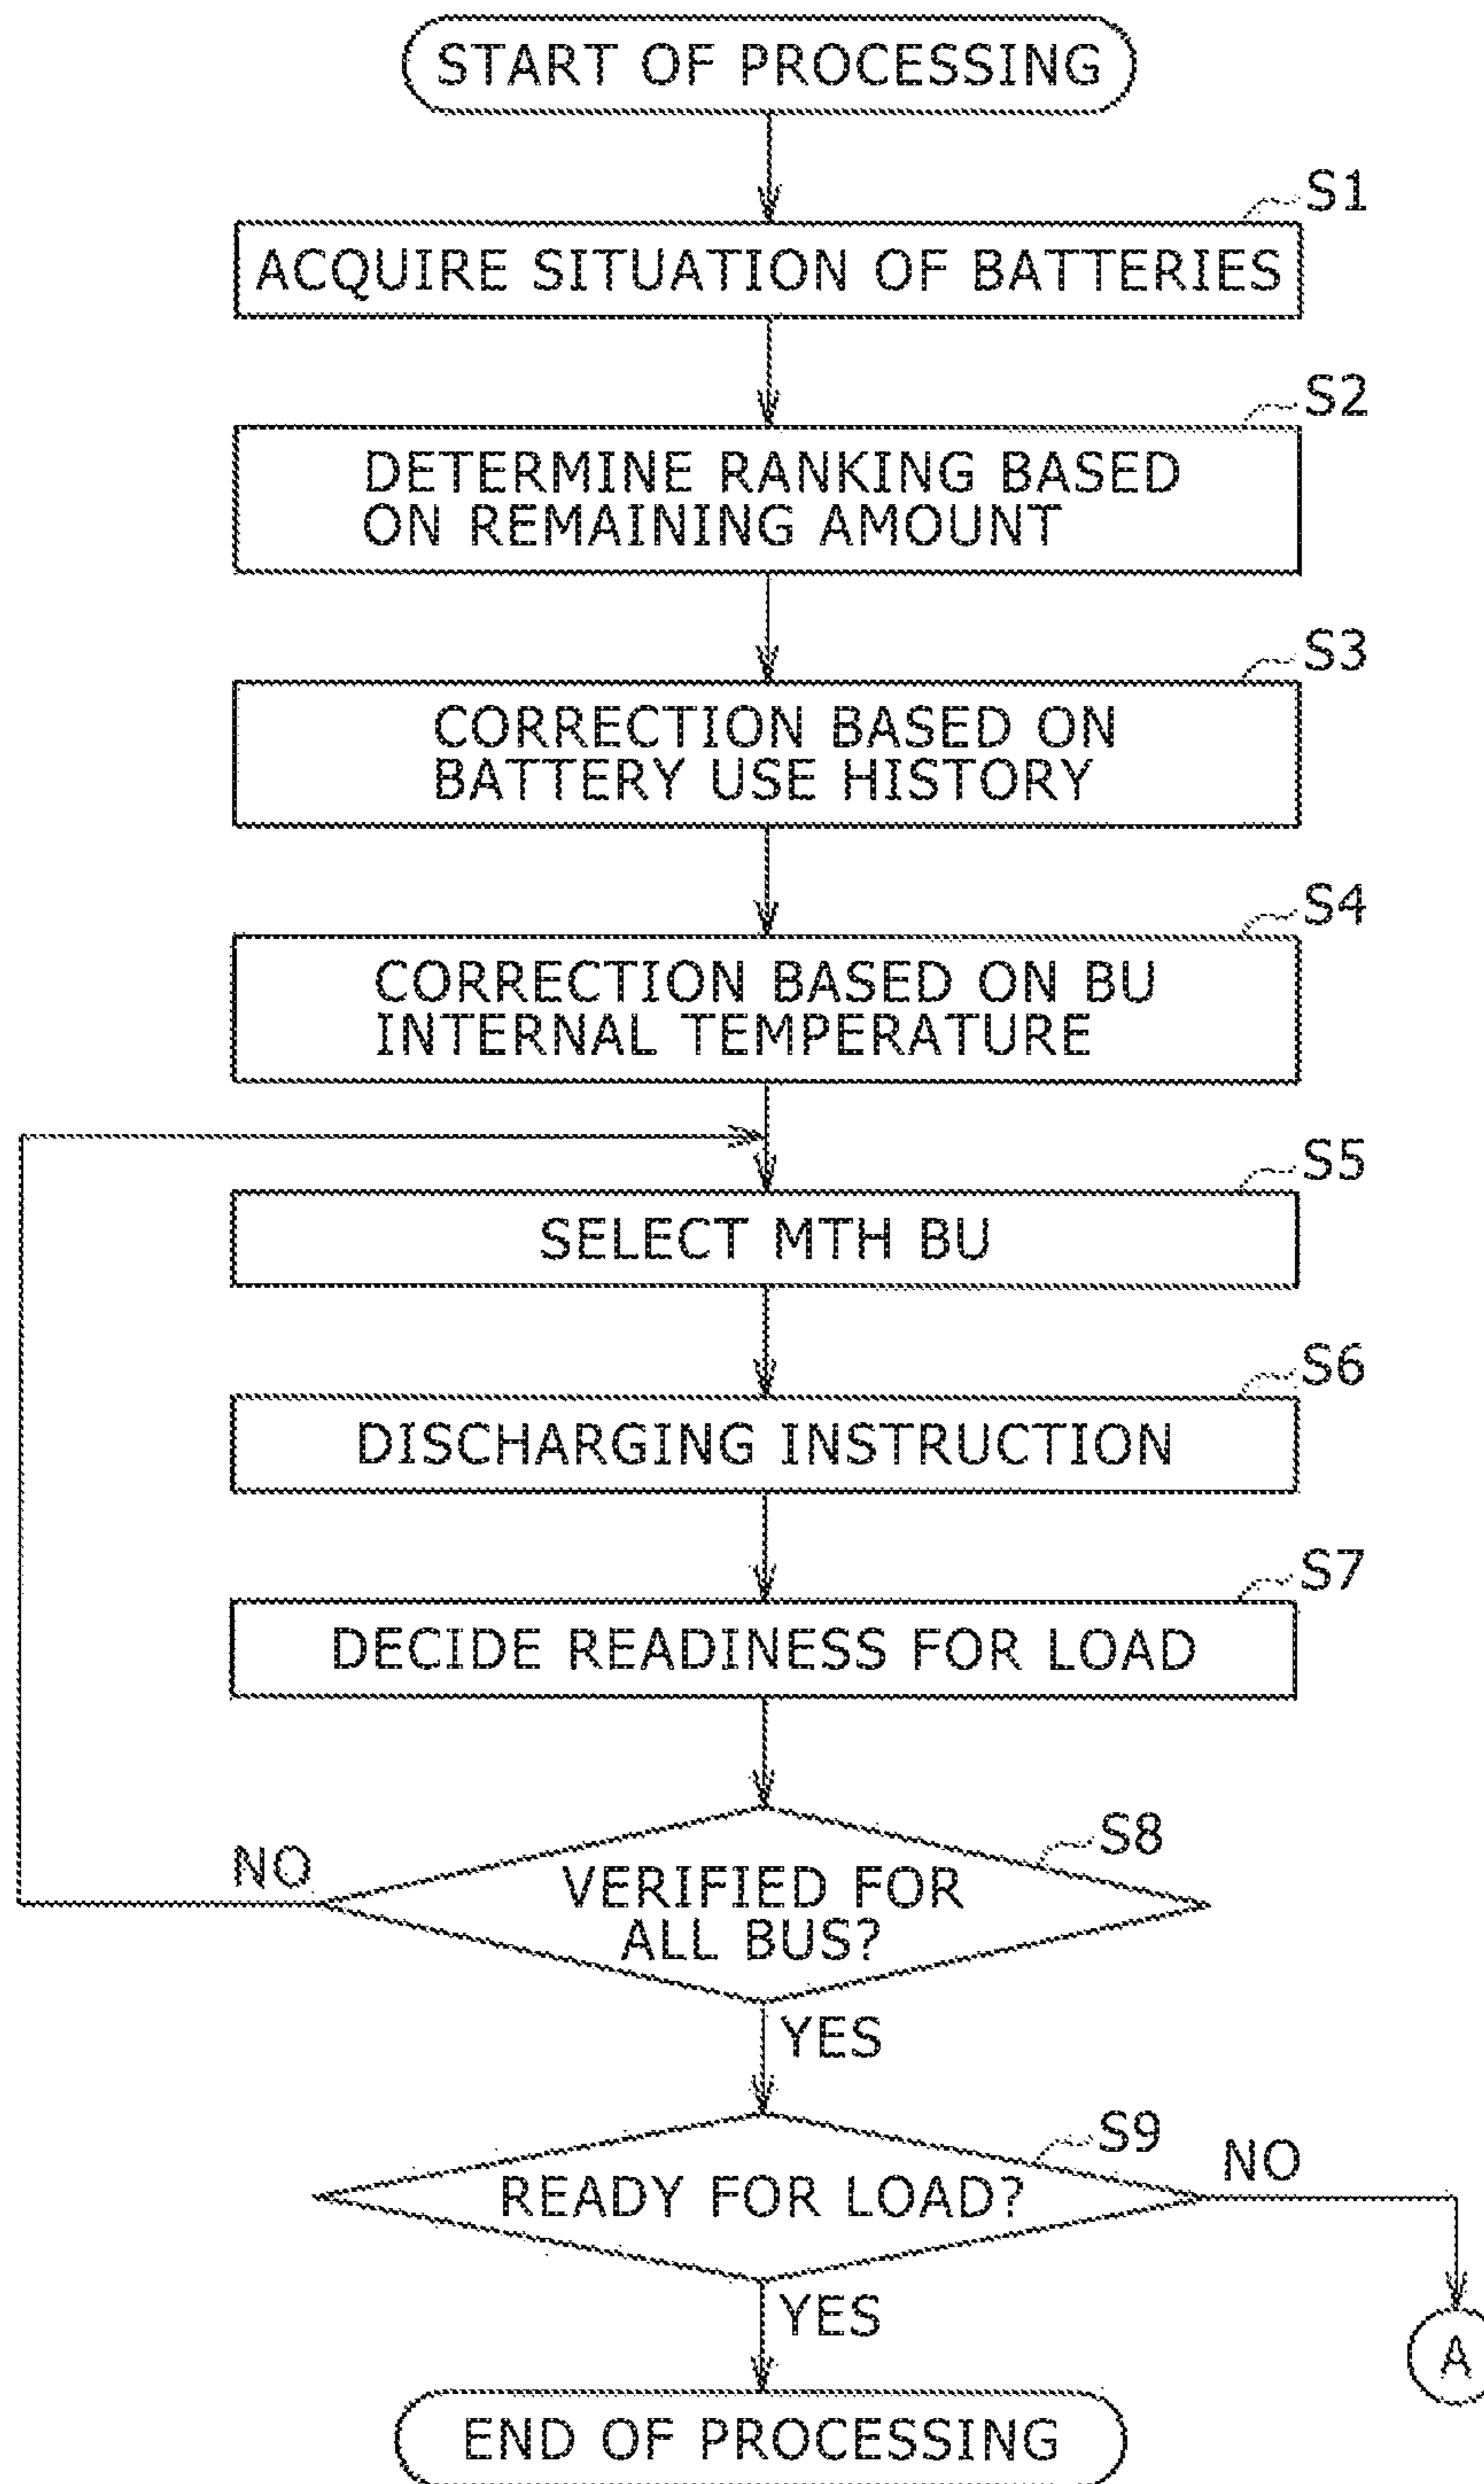 START OF PROCESSING
S1
ACQUIRE SITUATION OF BATTERIES
S2
DETERMINE RANKING BASED
ON REMAINING AMOUNT
S3
CORRECTION BASED ON
BATTERY USE HISTORY
S4
CORRECTION BASED ON BU
INTERNAL TEMPERATURE
S5
SELECT MTH BU
S6
DISCHARGING INSTRUCTION
S7
DECIDE READINESS FOR LOAD
S8
NO
VERIFIED FOR
ALL BUS?
YES
S9
NO
READY FOR LOAD?
YES
A
END OF PROCESSING